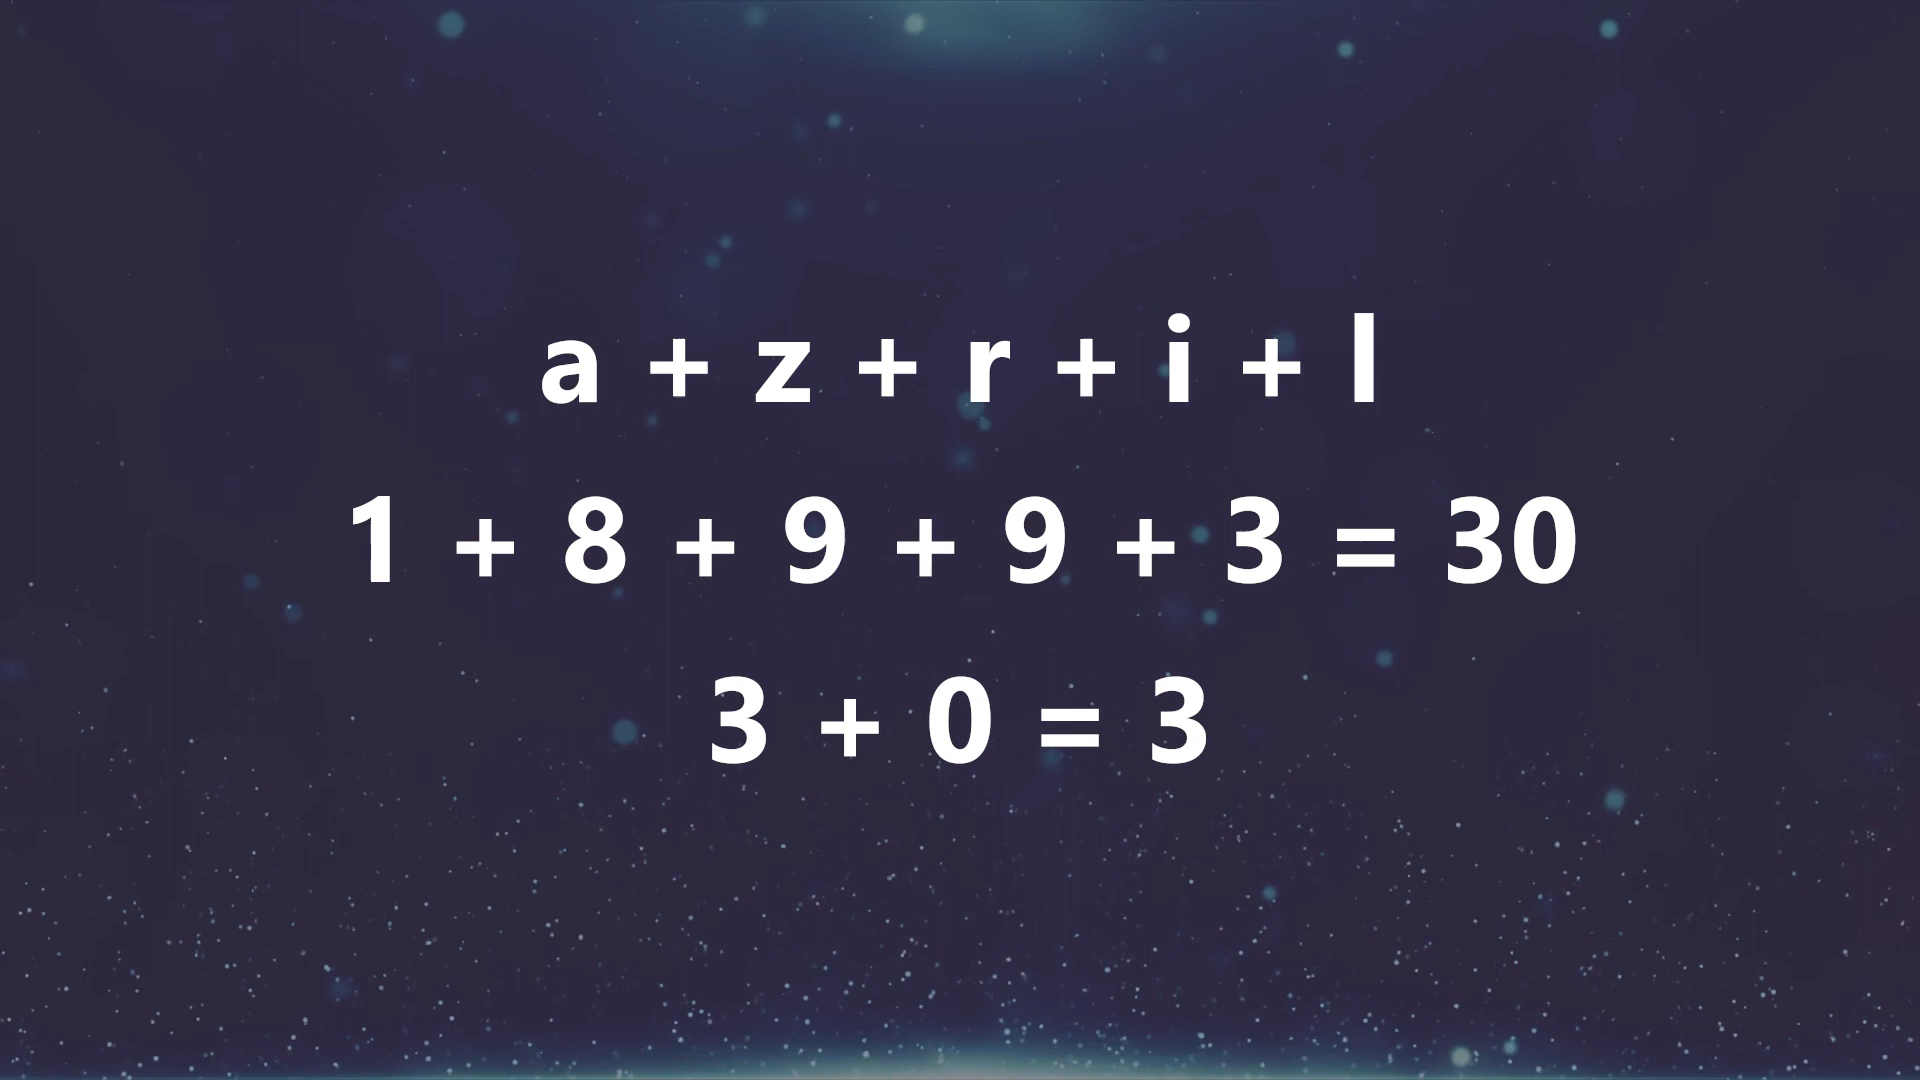 a + z + r + i + l
1 + 8 + 9 + 9 + 3 = 30
3 + 0 = 3